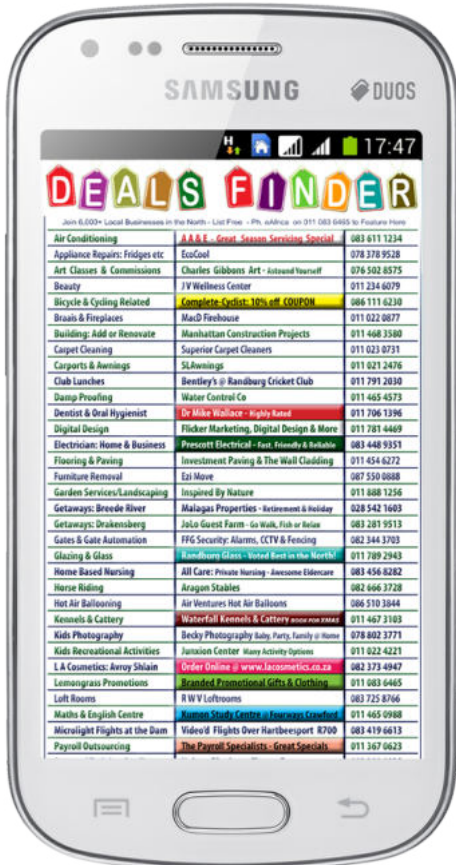 SAMSUNG DUOS
H 17:47
DEALS FINDER
Join 6,000+ Local Businesses in the North - List Free - Ph. eAfrica on 011 083 6465 to Feature Here
Air Conditioning A A & E - Great Season Servicing Special 083 611 1234
Appliance Repairs: Fridges etc EcoCool 078 378 9528
Art Classes & Commissions Charles Gibbons Art - Astound Yourself 076 502 8575
Beauty J V Wellness Center 011 234 6079
Bicycle & Cycling Related Complete-Cyclist: 10% off COUPON 086 111 6230
Braais & Fireplaces MacD Firehouse 011 022 0877
Building: Add or Renovate Manhattan Construction Projects 011 468 3580
Carpet Cleaning Superior Carpet Cleaners 011 023 0731
Carports & Awnings SLAwnings 011 021 2476
Club Lunches Bentley's @ Randburg Cricket Club 011 791 2030
Damp Proofing Water Control Co 011 465 4573
Dentist & Oral Hygienist Dr Mike Wallace - Highly Rated 011 706 1396
Digital Design Flicker Marketing, Digital Design & More 011 781 4469
Electrician: Home & Business Prescott Electrical - Fast, Friendly & Reliable 083 448 9351
Flooring & Paving Investment Paving & The Wall Cladding 011 454 6272
Furniture Removal Ezi Move 087 550 0888
Garden Services/Landscaping Inspired By Nature 011 888 1256
Getaways: Breede River Malagas Properties - Retirement & Holiday 028 542 1603
Getaways: Drakensberg JoLo Guest Farm - Go Walk, Fish or Relax 083 281 9513
Gates & Gate Automation FFG Security: Alarms, CCTV & Fencing 082 344 3703
Glazing & Glass Randburg Glass - Voted Best in the North! 011 789 2943
Home Based Nursing All Care: Private Nursing - Awesome Eldercare 083 456 8282
Horse Riding Aragon Stables 082 666 3728
Hot Air Ballooning Air Ventures Hot Air Balloons 086 510 3844
Kennels & Cattery Waterfall Kennels & Cattery BOOK FOR XMAS 011 467 3103
Kids Photography Becky Photography Baby, Party, Family @ Home 078 802 3771
Kids Recreational Activities Junxion Center Many Activity Options 011 022 4221
L A Cosmetics: Avroy Shlain Order Online @ www.lacosmetics.co.za 082 373 4947
Lemongrass Promotions Branded Promotional Gifts & Clothing 011 083 6465
Loft Rooms R W V Loftrooms 083 725 8766
Maths & English Centre Kumon Study Centre @ Fourways Crawford 011 465 0988
Microlight Flights at the Dam Video'd Flights Over Hartbeesport R700 083 419 6613
Payroll Outsourcing The Payroll Specialists - Great Specials 011 367 0623